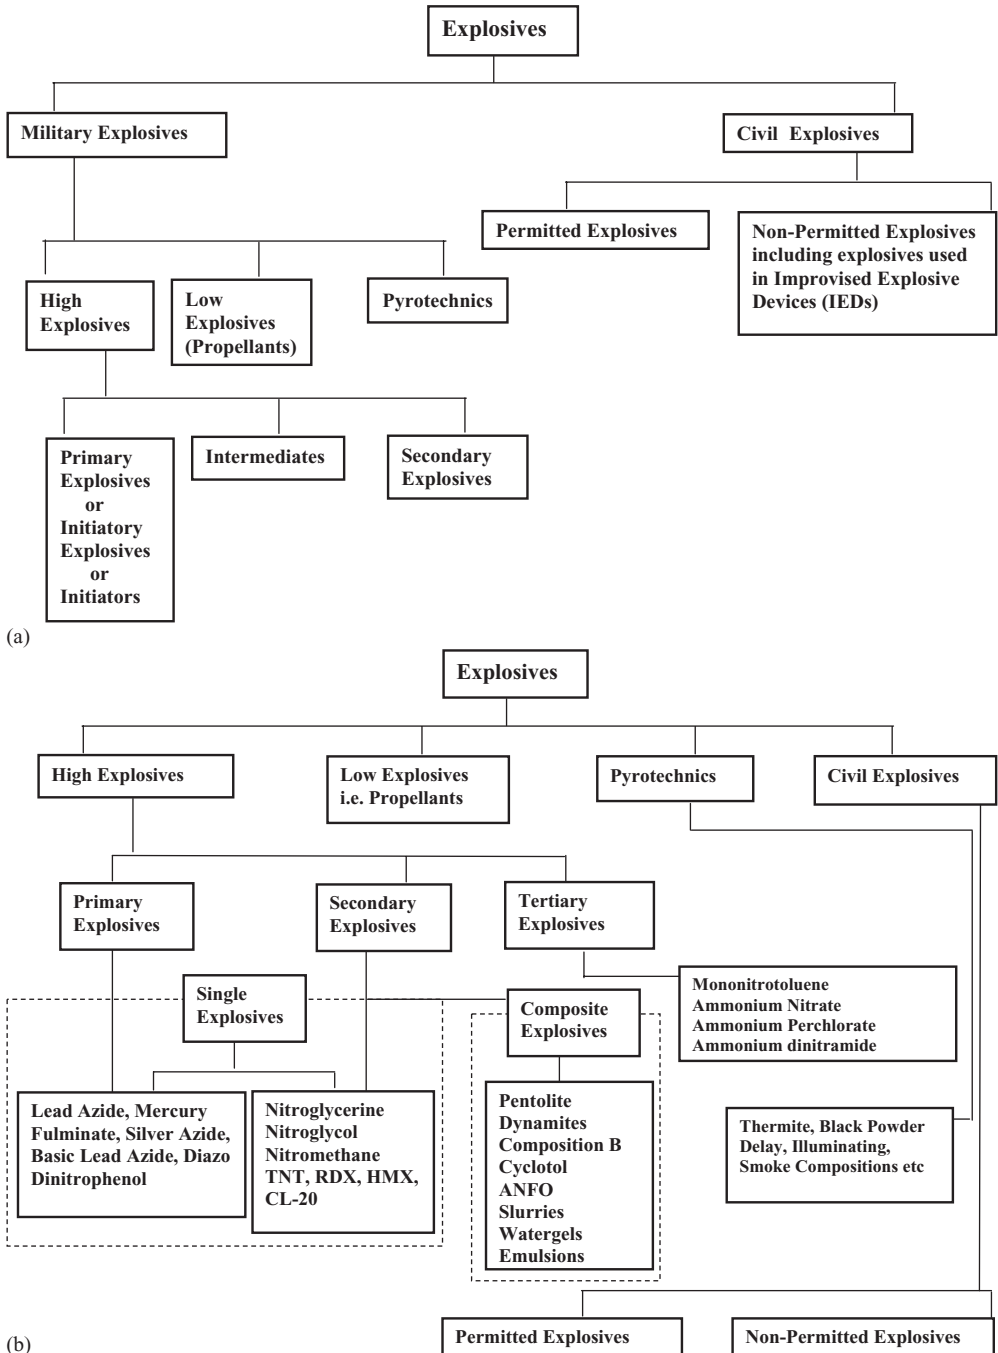 Explosives
Military Explosives
Civil Explosives
Permitted Explosives
Non-Permitted Explosives
including explosives used
in Improvised Explosive
Devices (IEDs)
High
Explosives
Low
Explosives
(Propellants)
Pyrotechnics
Primary
Explosives
or
Initiatory
Explosives
or
Initiators
Intermediates
Secondary
Explosives
(a)
Explosives
High Explosives
Low Explosives
i.e. Propellants
Pyrotechnics
Civil Explosives
Primary
Explosives
Secondary
Explosives
Tertiary
Explosives
Single
Explosives
Composite
Explosives
Mononitrotoluene
Ammonium Nitrate
Ammonium Perchlorate
Ammonium dinitramide
Lead Azide, Mercury
Fulminate, Silver Azide,
Basic Lead Azide, Diazo
Dinitrophenol
Nitroglycerine
Nitroglycol
Nitromethane
TNT, RDX, HMX,
CL-20
Pentolite
Dynamites
Composition B
Cyclotol
ANFO
Slurries
Watergels
Emulsions
Thermite, Black Powder
Delay, Illuminating,
Smoke Compositions etc
Permitted Explosives
Non-Permitted Explosives
(b)